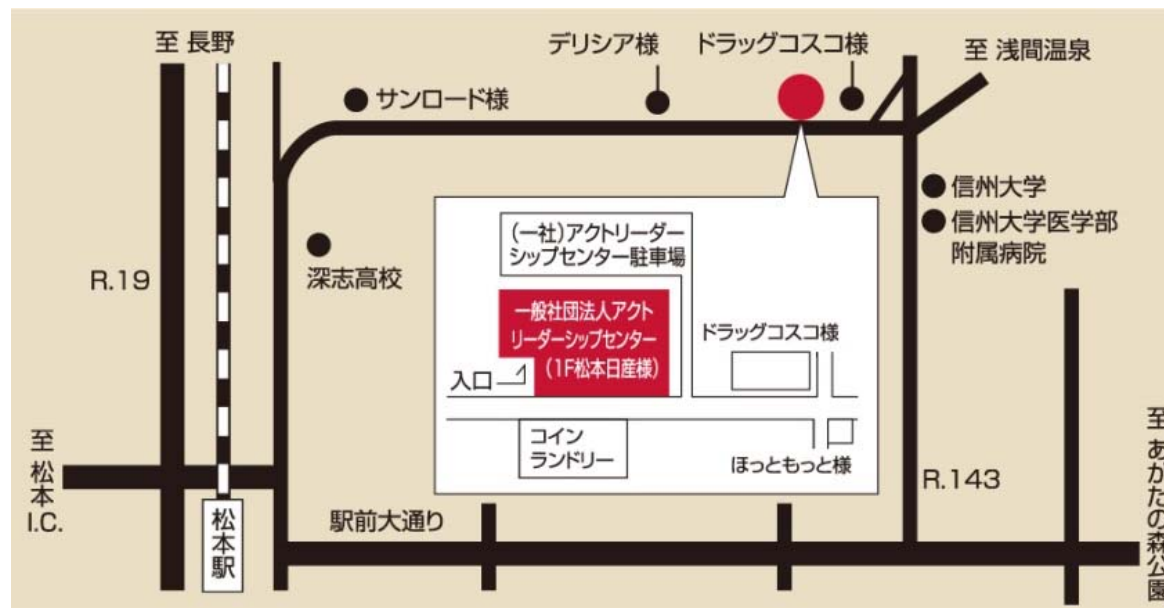 至 長野
デリシア様
ドラッグコスコ様
至 浅間温泉
サンロード様
信州大学
信州大学医学部
附属病院
(一社)アクトリーダー
シップセンター駐車場
深志高校
R.19
一般社団法人アクト
リーダーシップセンター
(1F松本日産様)
ドラッグコスコ様
入口
コイン
ランドリー
ほっともっと様
至 松本 I.C.
R.143
至 あがたの森公園
駅前大通り
松本駅